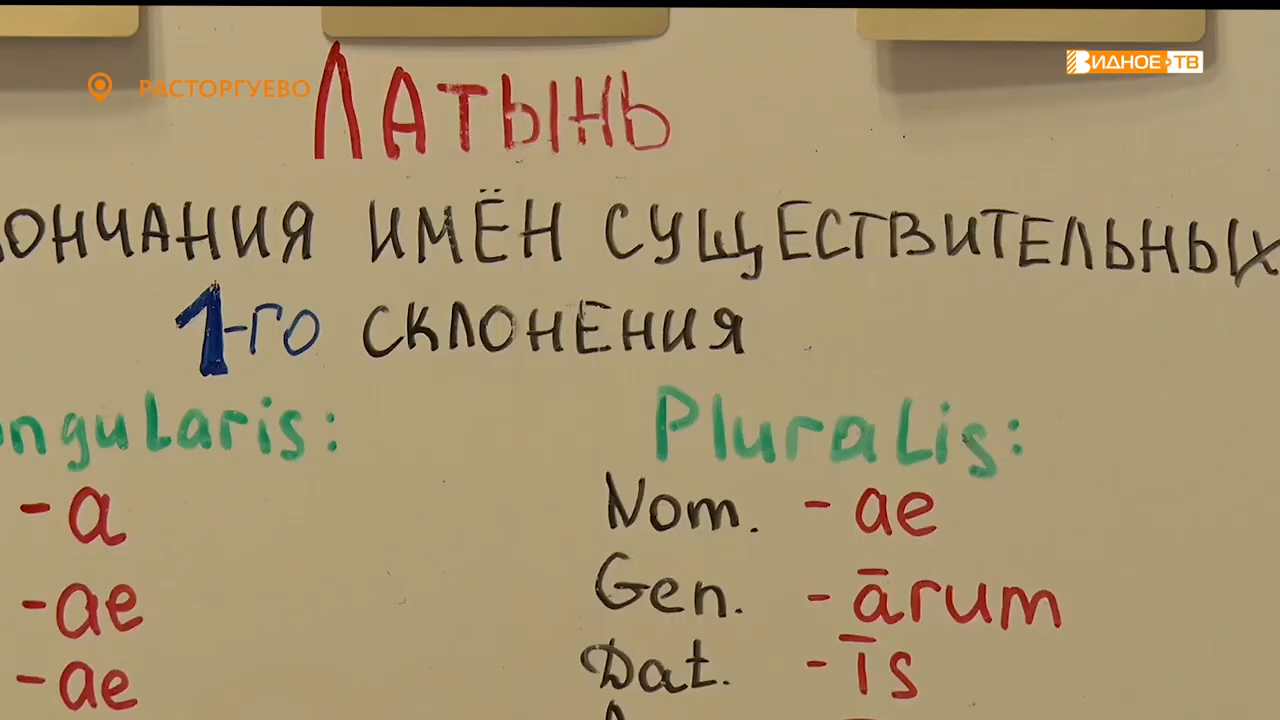 РАСТОРГУЕВО
ВИДНОЕ ТВ
ЛАТЫНЬ
ОНЧАНИЯ ИМЁН СУЩЕСТВИТЕЛЬНЫХ
1-ГО СКЛОНЕНИЯ
ngularis:
Pluralis:
- a
Nom. - ae
- ae
Gen. - ārum
- ae
Dat. - īs